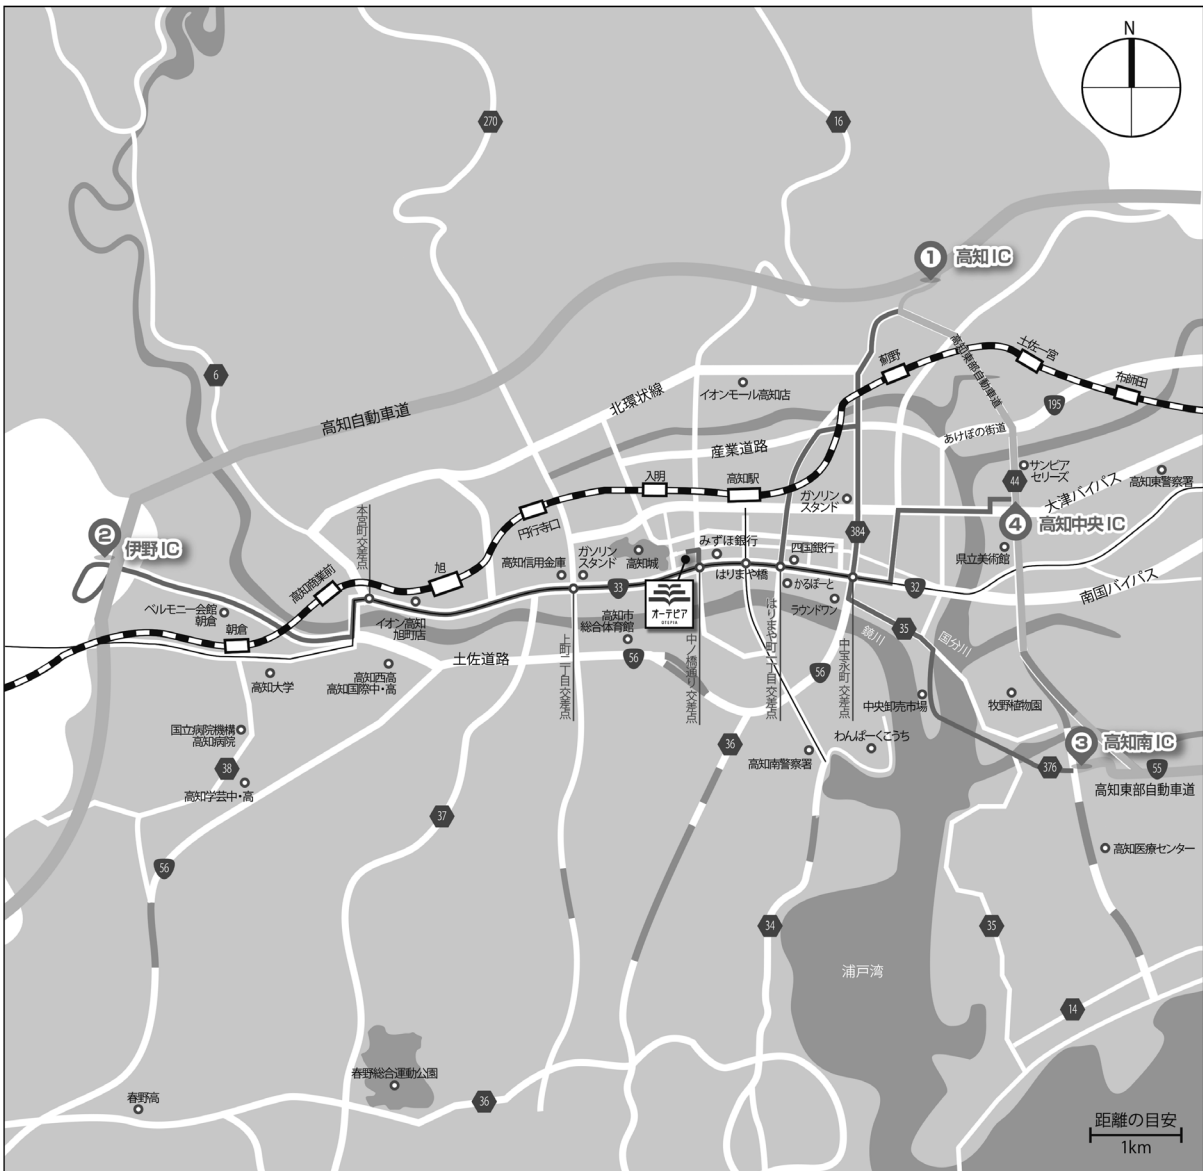 N
270
16
1
高知IC
土佐一宮
薊野
高知東部自動車道
布師田
6
イオンモール高知店
北環状線
195
高知自動車道
あけぼの街道
産業道路
サンピア
セリーズ
高知東警察署
入明
高知駅
44
大津バイパス
ガソリン
スタンド
本宮町交差点
円行寺口
384
4
高知中央IC
2
伊野IC
みずほ銀行
四国銀行
県立美術館
高知信用金庫
ガソリン
スタンド
高知城
はりまや橋
旭
高知商業前
33
かるぽーと
32
南国バイパス
オーテピア
OTEPIA
ラウンドワン
ベルモニー会館
朝倉
朝倉
イオン高知
旭町店
高知市
総合体育館
35
鏡川
国分川
土佐道路
56
上町二丁目交差点
中ノ橋通り交差点
はりまや町一丁目交差点
中宝永町交差点
56
高知大学
高知西高
高知国際中・高
中央卸売市場
牧野植物園
国立病院機構
高知病院
36
高知南警察署
わんぱーくこうち
3
高知南IC
38
376
55
高知東部自動車道
高知学芸中・高
37
高知医療センター
56
34
35
浦戸湾
14
春野総合運動公園
春野高
36
距離の目安
1km